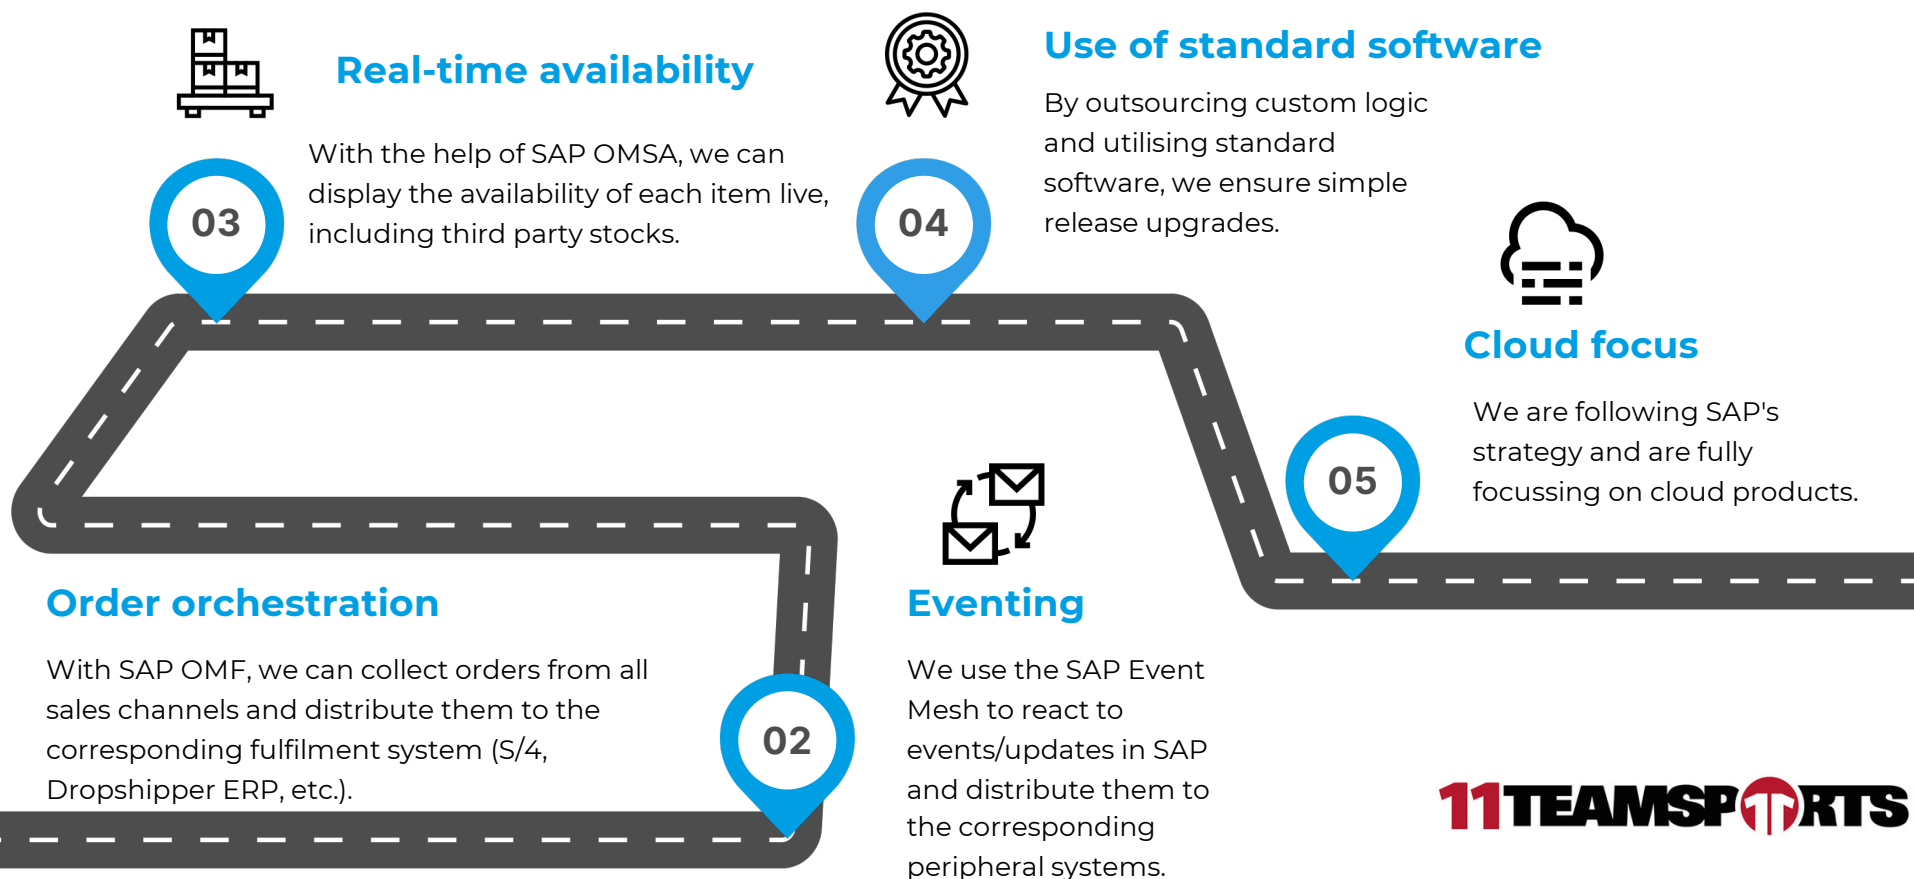 Real-time availability
With the help of SAP OMSA, we can
display the availability of each item live,
including third party stocks.
03
Use of standard software
By outsourcing custom logic
and utilising standard
software, we ensure simple
release upgrades.
04
Cloud focus
We are following SAP's
strategy and are fully
focussing on cloud products.
05
Order orchestration
With SAP OMF, we can collect orders from all
sales channels and distribute them to the
corresponding fulfilment system (S/4,
Dropshipper ERP, etc.).
02
Eventing
We use the SAP Event
Mesh to react to
events/updates in SAP
and distribute them to
the corresponding
peripheral systems.
11TEAMSPORTS